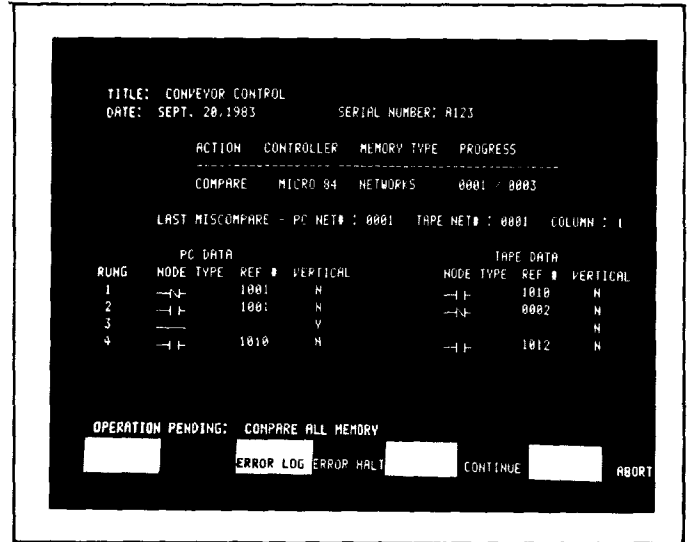 TITLE: CONVEYOR CONTROL
DATE: SEPT. 20,1983 SERIAL NUMBER: A123
ACTION CONTROLLER MEMORY TYPE PROGRESS
COMPARE MICRO 84 NETWORKS 0001 / 0003
LAST MISCOMPARE - PC NET# : 0001 TAPE NET# : 0001 COLUMN : 1
PC DATA TAPE DATA
RUNG NODE TYPE REF # VERTICAL NODE TYPE REF # VERTICAL
1 1001 N 1010 N
2 1001 N 0002 N
3 V N
4 1010 N 1012 N
OPERATION PENDING: COMPARE ALL MEMORY
ERROR LOG ERROR HALT CONTINUE ABORT